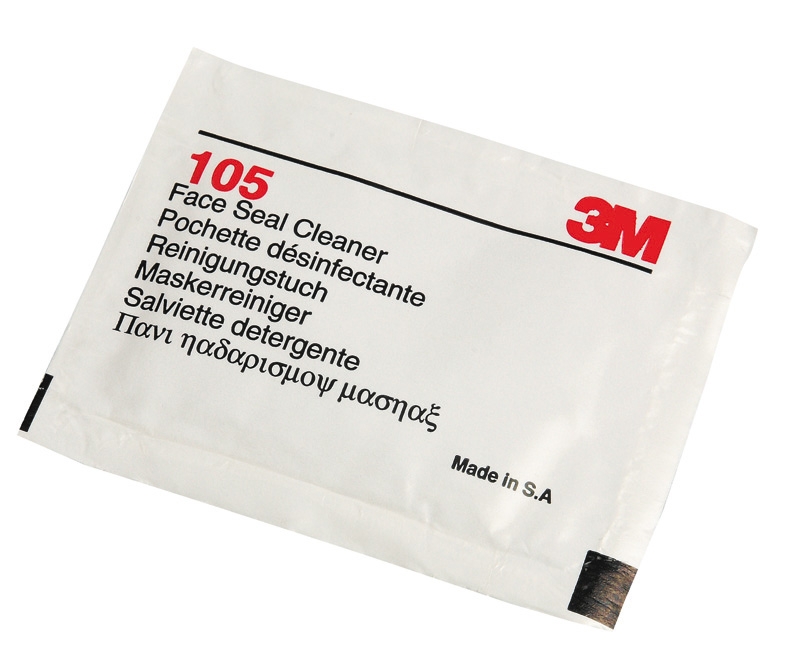 105
3M
Face Seal Cleaner
Pochette désinfectante
Reinigungstuch
Maskerreiniger
Salviette detergente
Πανι ηαδαρισμοψ μασηαξ
Made in S.A